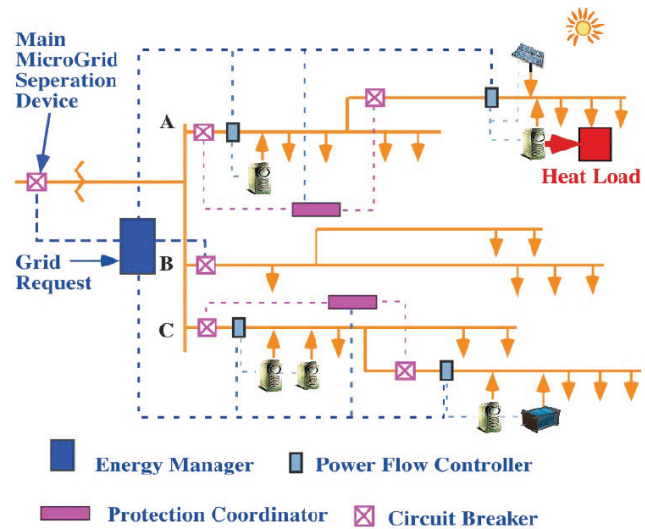 Main
MicroGrid
Seperation
Device
A
Heat Load
Grid
Request
B
C
Energy Manager
Power Flow Controller
Protection Coordinator
Circuit Breaker